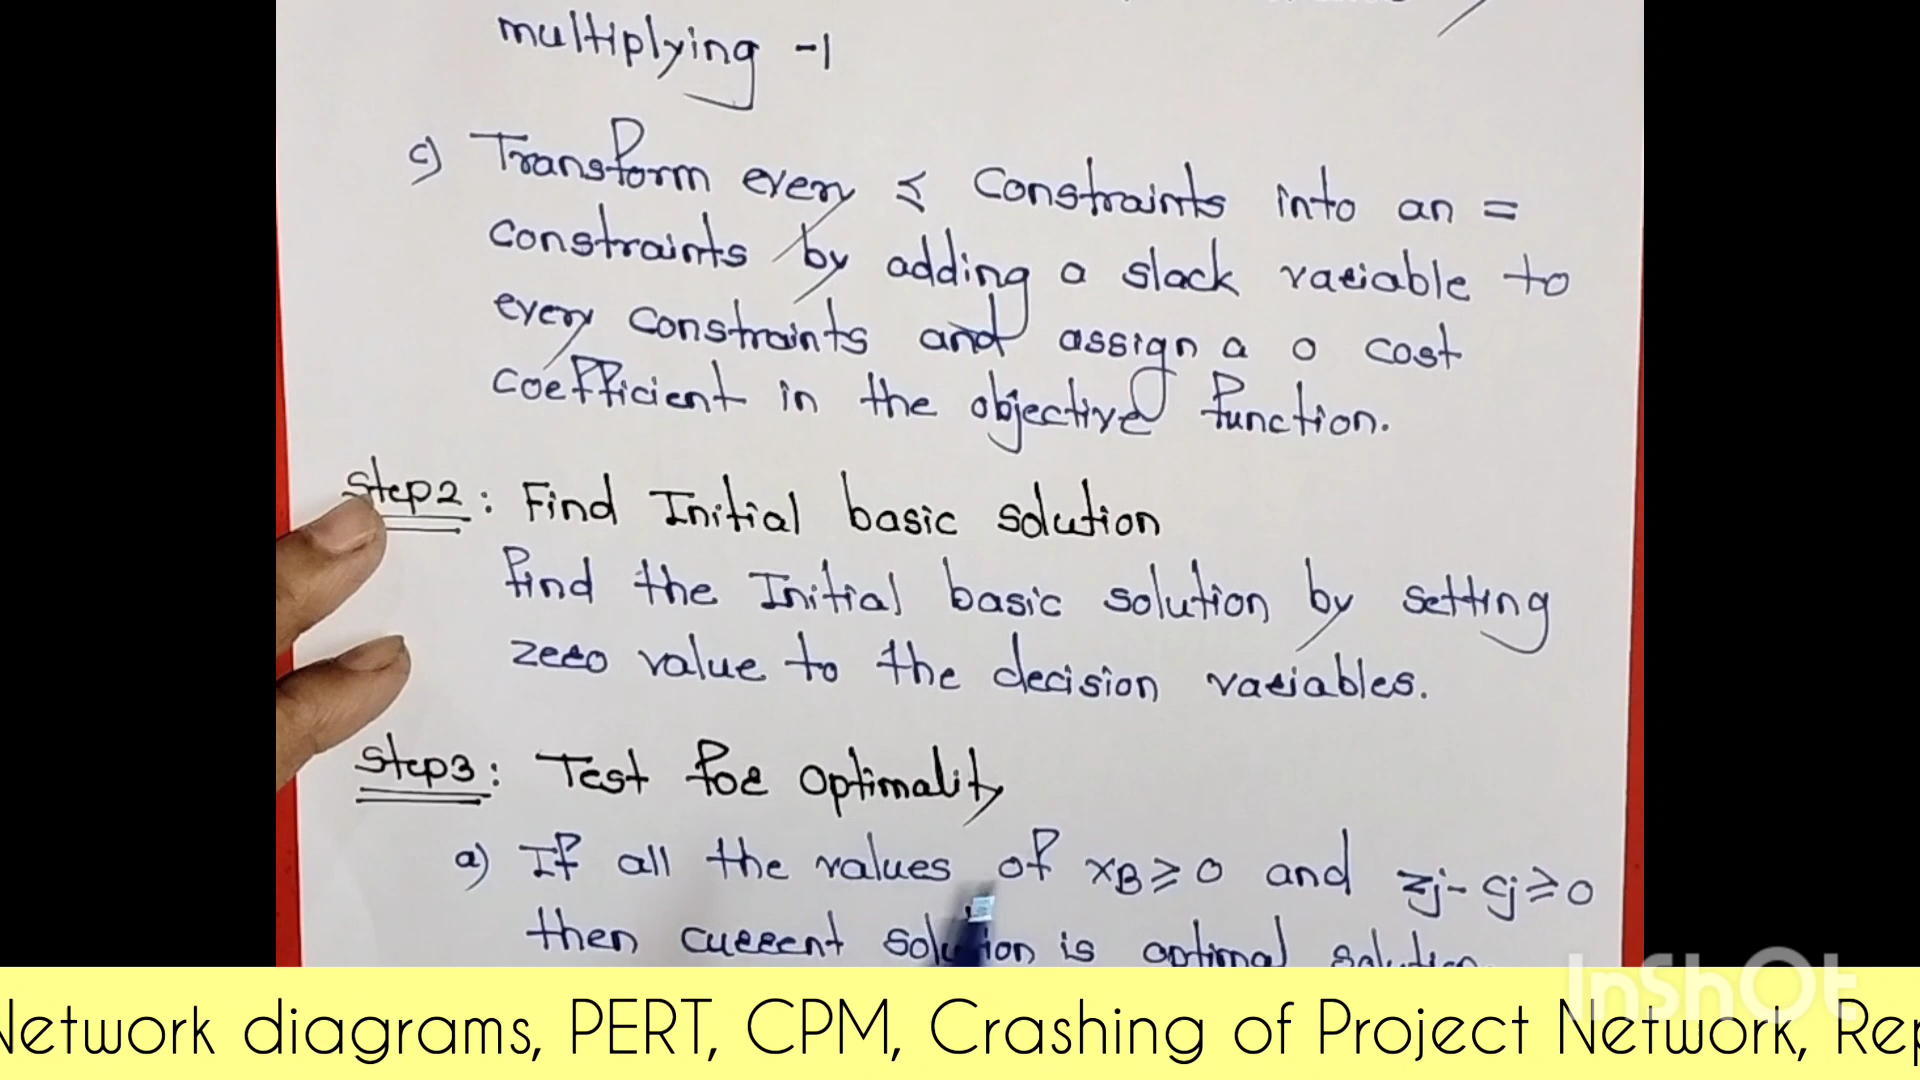 multiplying -1
c) Transform every ≤ constraints into an =
constraints by adding a slack variable to
every constraints and assign a 0 cost
coefficient in the objective function.
Step2: Find Initial basic solution
find the Initial basic solution by setting
zero value to the decision variables.
Step3: Test for Optimality
a) If all the values of xB ≥ 0 and zj - cj ≥ 0
then current solution is optimal solution
InShOt
Network diagrams, PERT, CPM, Crashing of Project Network, Rep